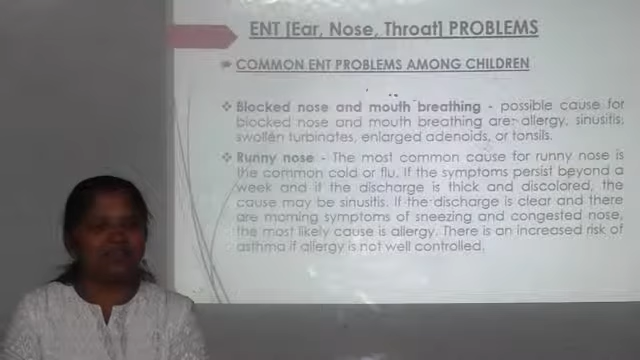 ENT [Ear, Nose, Throat] PROBLEMS
COMMON ENT PROBLEMS AMONG CHILDREN
Blocked nose and mouth breathing - possible cause for
blocked nose and mouth breathing are- allergy, sinusitis,
swollen turbinates, enlarged adenoids, or tonsils.
Runny nose - The most common cause for runny nose is
the common cold or flu. If the symptoms persist beyond a
week and if the discharge is thick and discolored, the
cause may be sinusitis. If the discharge is clear and there
are morning symptoms of sneezing and congested nose,
the most likely cause is allergy. There is an increased risk of
asthma if allergy is not well controlled.